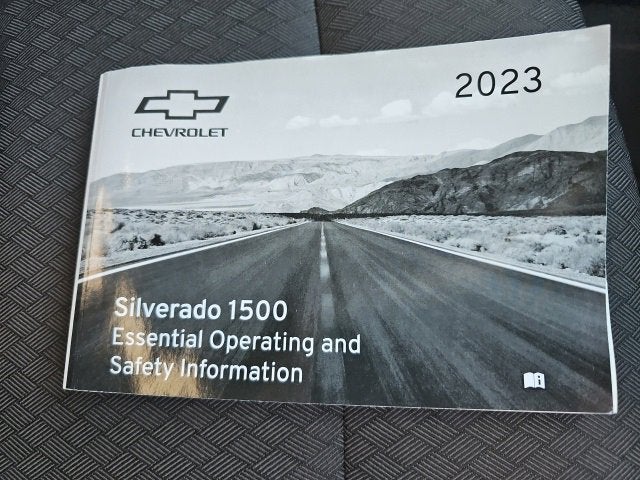 2023
CHEVROLET
Silverado 1500
Essential Operating and
Safety Information